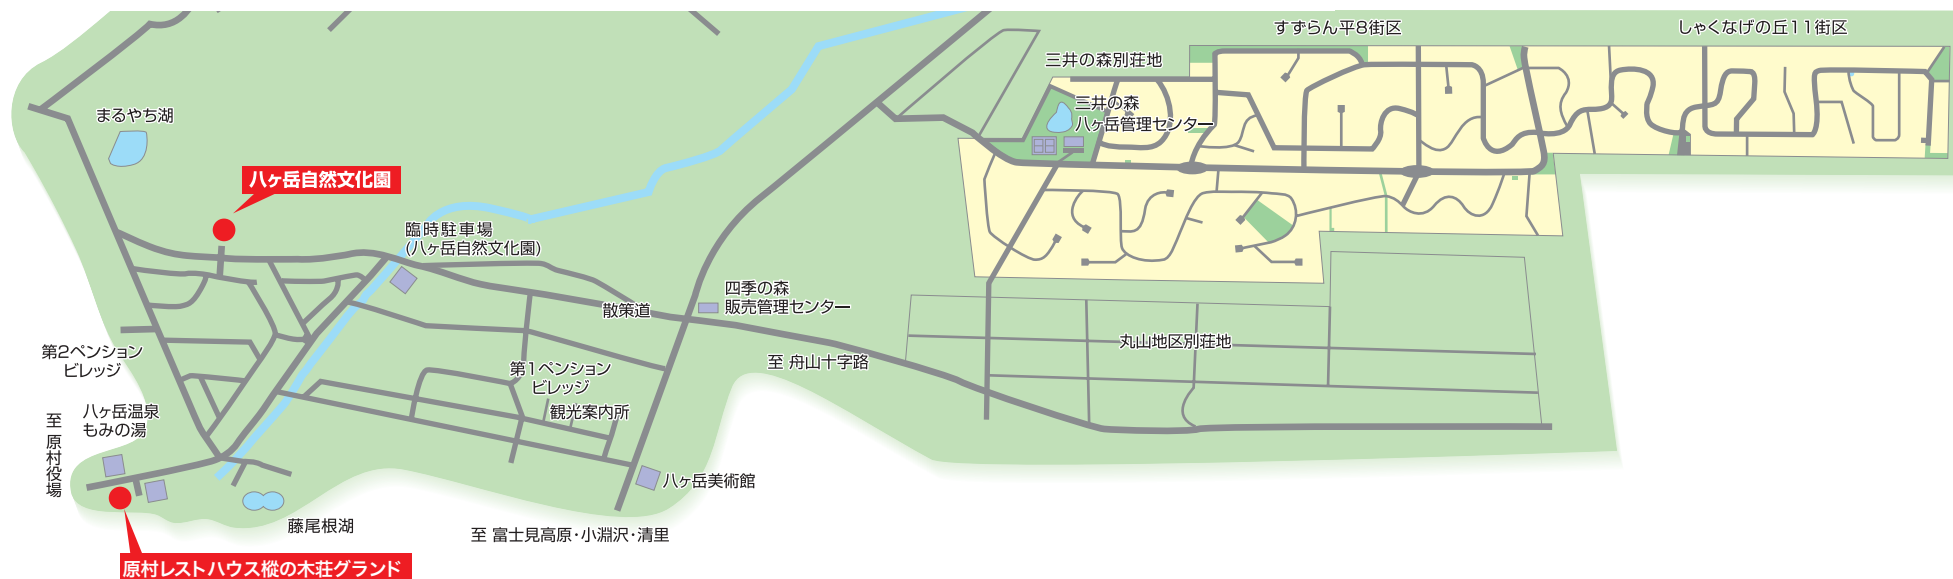 すずらん平8街区
しゃくなげの丘11街区
三井の森別荘地
三井の森
八ヶ岳管理センター
まるやち湖
八ヶ岳自然文化園
臨時駐車場
(八ヶ岳自然文化園)
四季の森
販売管理センター
散策道
丸山地区別荘地
第2ペンション
ビレッジ
至 舟山十字路
第1ペンション
ビレッジ
観光案内所
八ヶ岳温泉
もみの湯
至 原村役場
八ヶ岳美術館
藤尾根湖
至 富士見高原・小淵沢・清里
原村レストハウス樅の木荘グランド